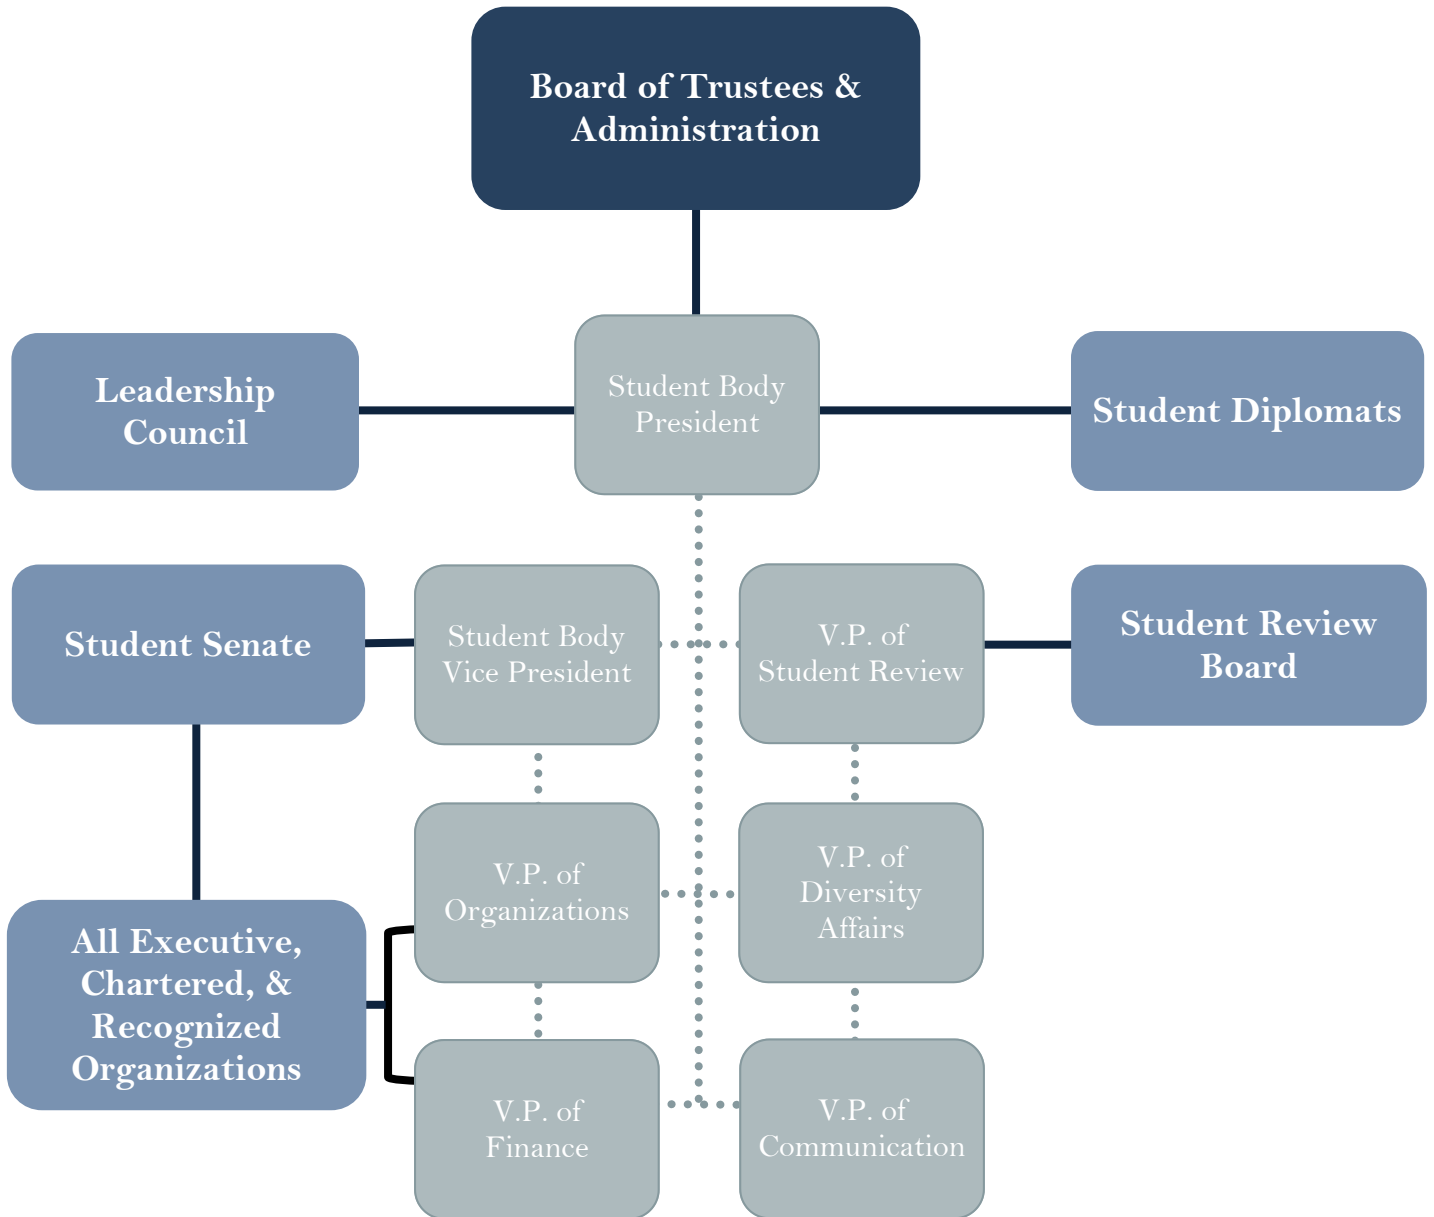 Board of Trustees &
Administration
Leadership
Council
Student Body
President
Student Diplomats
Student Senate
Student Body
Vice President
V.P. of
Student Review
Student Review
Board
V.P. of
Organizations
V.P. of
Diversity
Affairs
All Executive,
Chartered, &
Recognized
Organizations
V.P. of
Finance
V.P. of
Communication